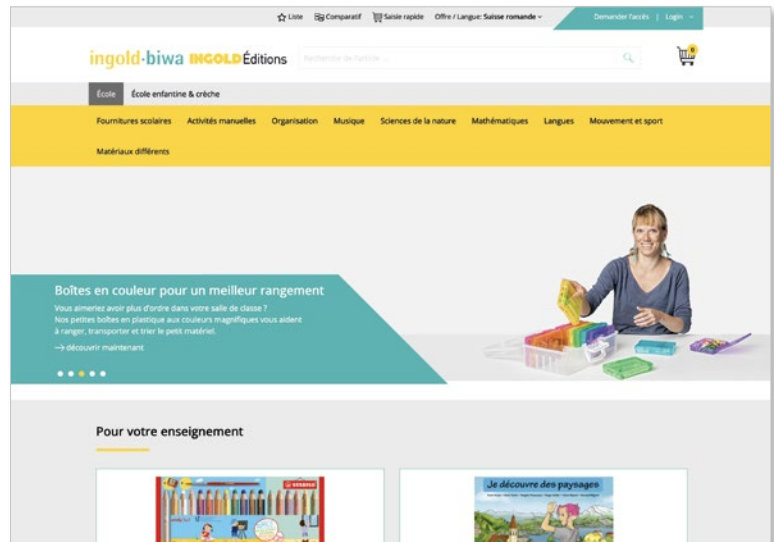 Liste Comparatif Saisie rapide Offre / Langue: Suisse romande Demander l'accès | Login
ingold-biwa INGOLD Éditions Recherche de l'article ... 0
École École enfantine & crèche
Fournitures scolaires Activités manuelles Organisation Musique Sciences de la nature Mathématiques Langues Mouvement et sport
Matériaux différents
Boîtes en couleur pour un meilleur rangement
Vous aimeriez avoir plus d'ordre dans votre salle de classe ?
Nos petites boîtes en plastique aux couleurs magnifiques vous aident
à ranger, transporter et trier le petit matériel.
→ découvrir maintenant
Pour votre enseignement
STABILO
Je découvre des paysages